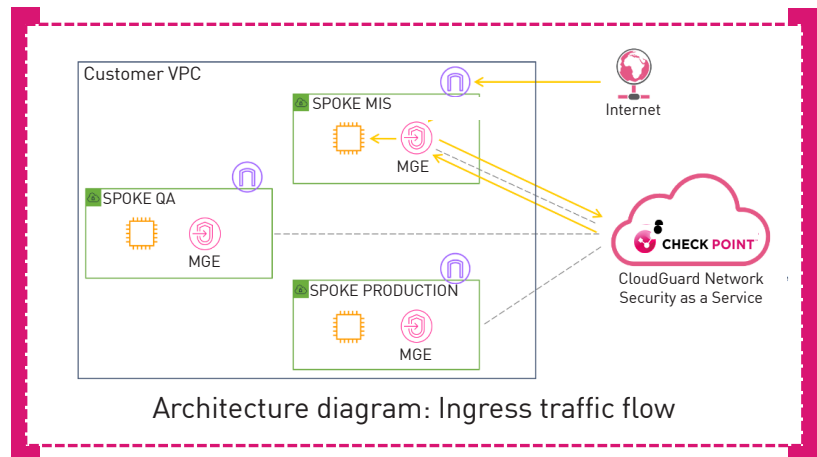 Customer VPC
Internet
SPOKE MIS
MGE
SPOKE QA
MGE
CHECK POINT
CloudGuard Network
Security as a Service
SPOKE PRODUCTION
MGE
Architecture diagram: Ingress traffic flow